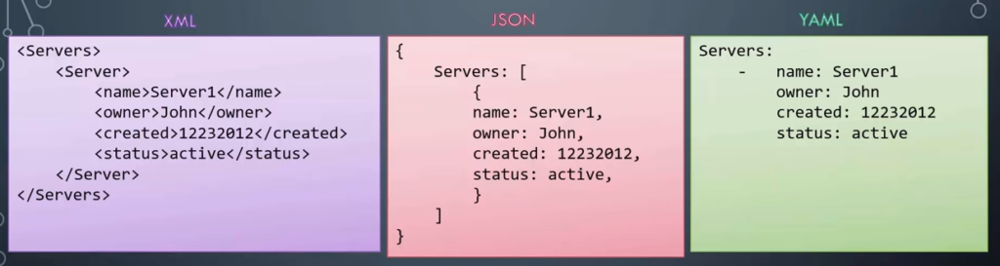 XML
<Servers>
    <Server>
        <name>Server1</name>
        <owner>John</owner>
        <created>12232012</created>
        <status>active</status>
    </Server>
</Servers>
JSON
{
    Servers: [
        {
        name: Server1,
        owner: John,
        created: 12232012,
        status: active,
        }
    ]
}
YAML
Servers:
    -   name: Server1
        owner: John
        created: 12232012
        status: active